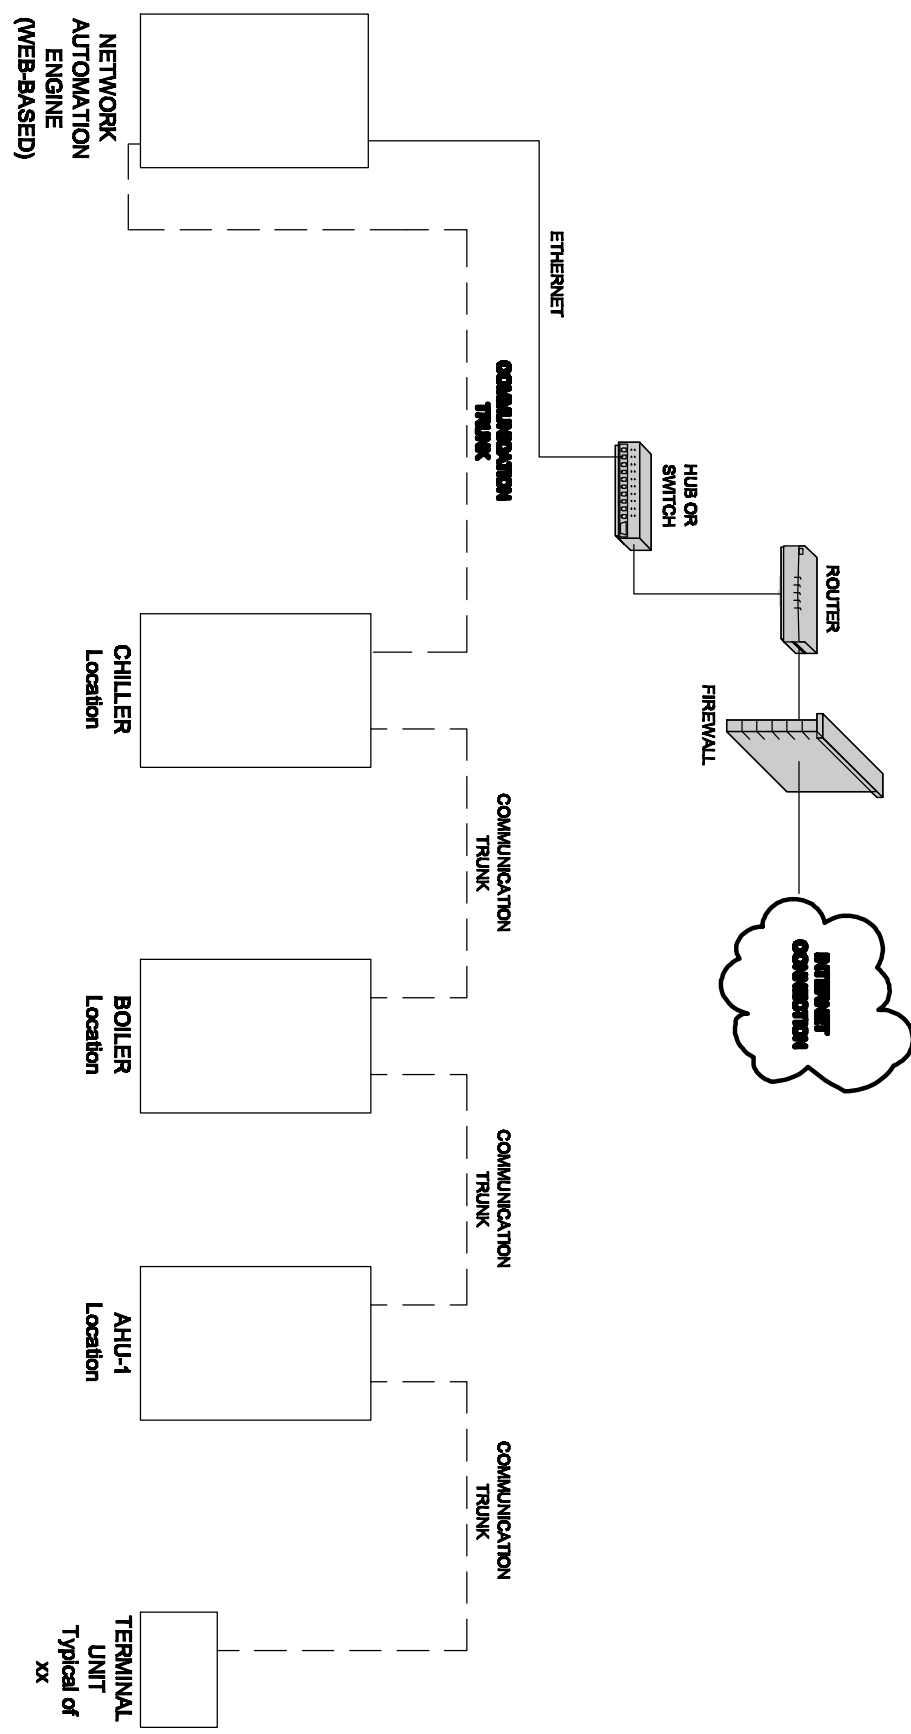 INTERNET
CONNECTION
ROUTER
FIREWALL
HUB OR
SWITCH
ETHERNET
COMMUNICATION
TRUNK
COMMUNICATION
TRUNK
COMMUNICATION
TRUNK
COMMUNICATION
TRUNK
NETWORK
AUTOMATION
ENGINE
(WEB-BASED)
CHILLER
Location
BOILER
Location
AHU-1
Location
TERMINAL
UNIT
Typical of
xx